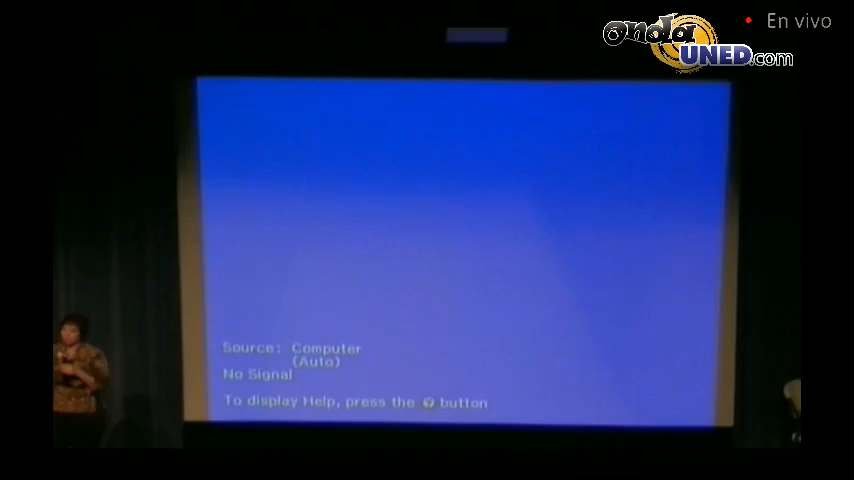 onda
UNED.com
En vivo
Source: Computer
(Auto)
No Signal
To display Help, press the ? button